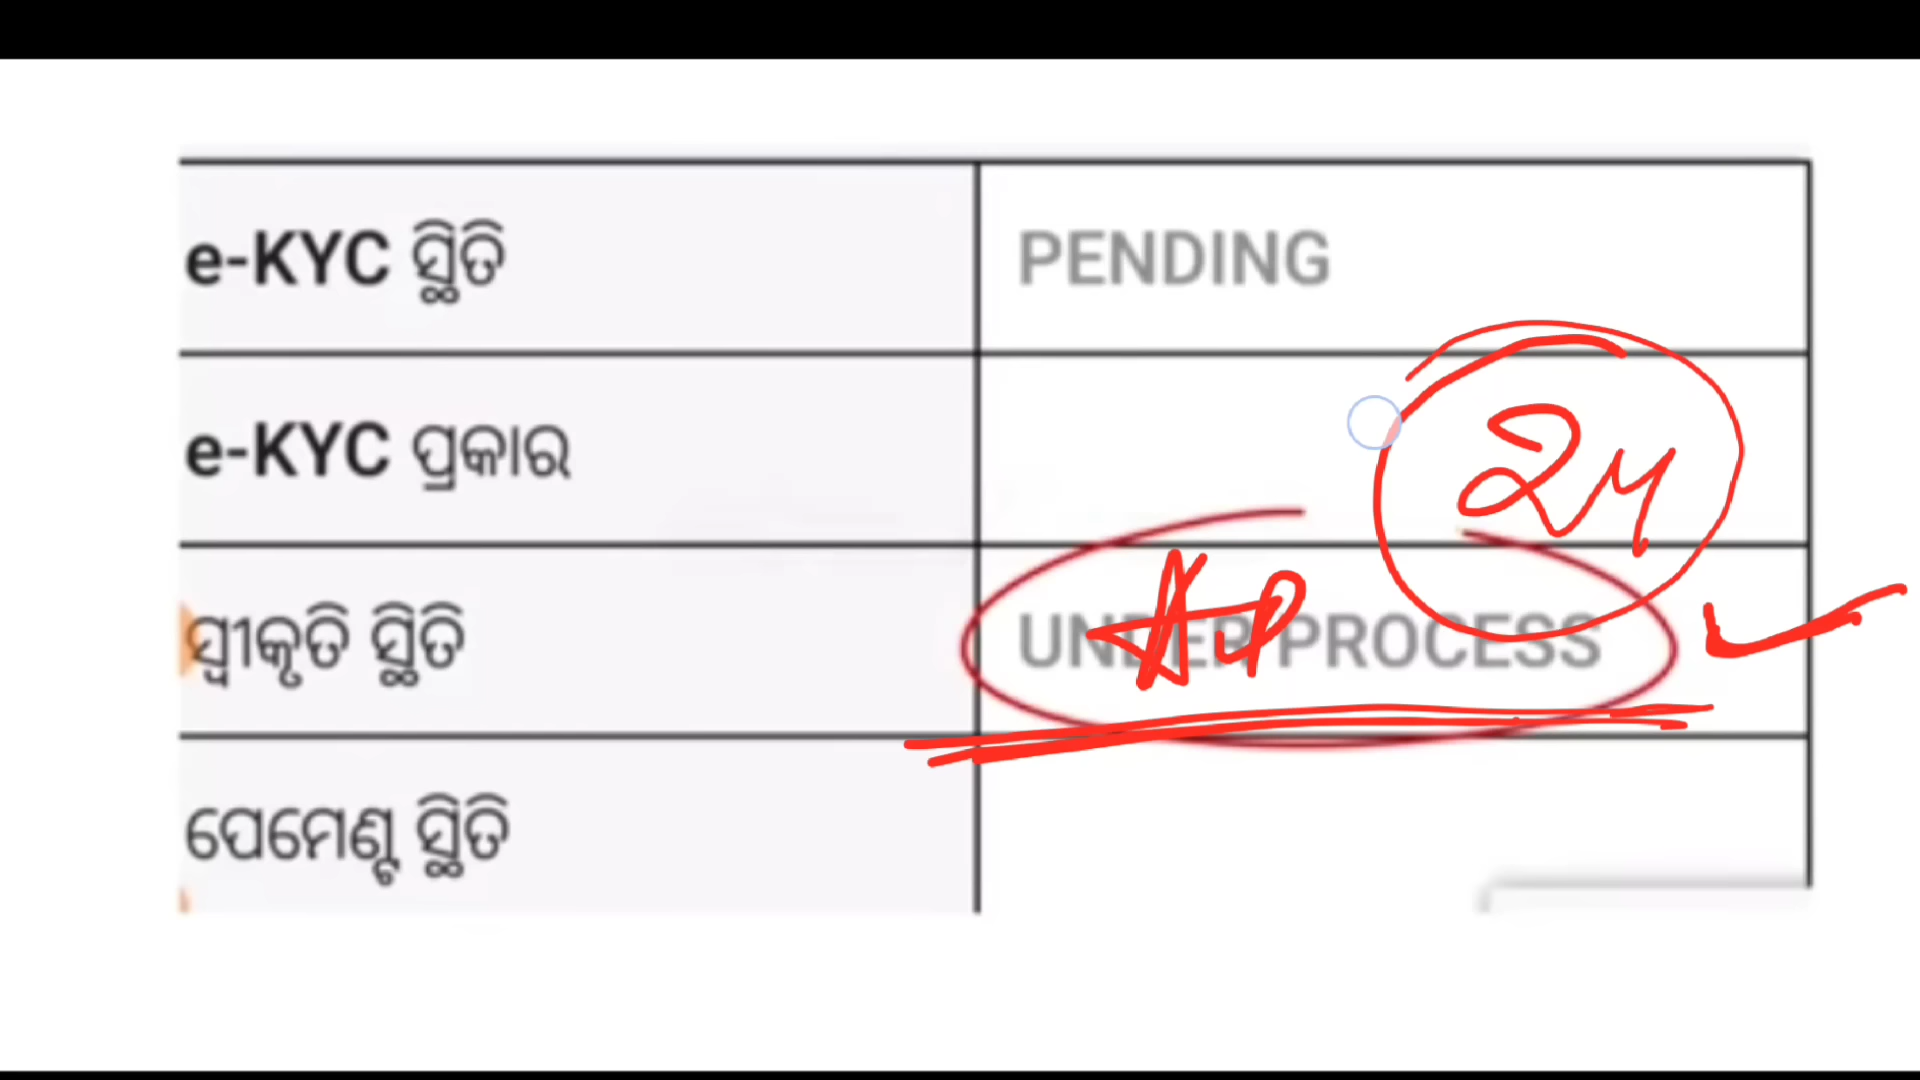 e-KYC ସ୍ଥିତି PENDING
e-KYC ପ୍ରକାର
ସ୍ୱୀକୃତି ସ୍ଥିତି UNDER PROCESS
ପେମେଣ୍ଟ ସ୍ଥିତି